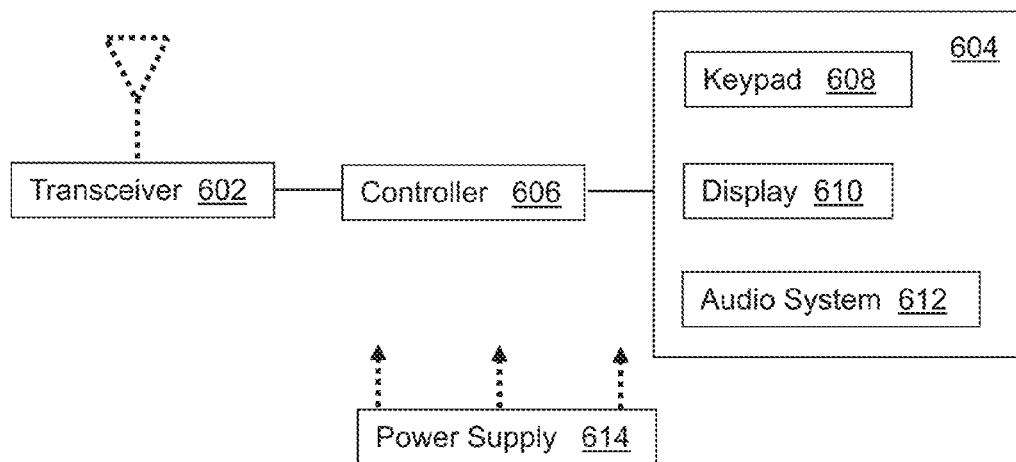 604
Keypad 608
Transceiver 602
Controller 606
Display 610
Audio System 612
Power Supply 614